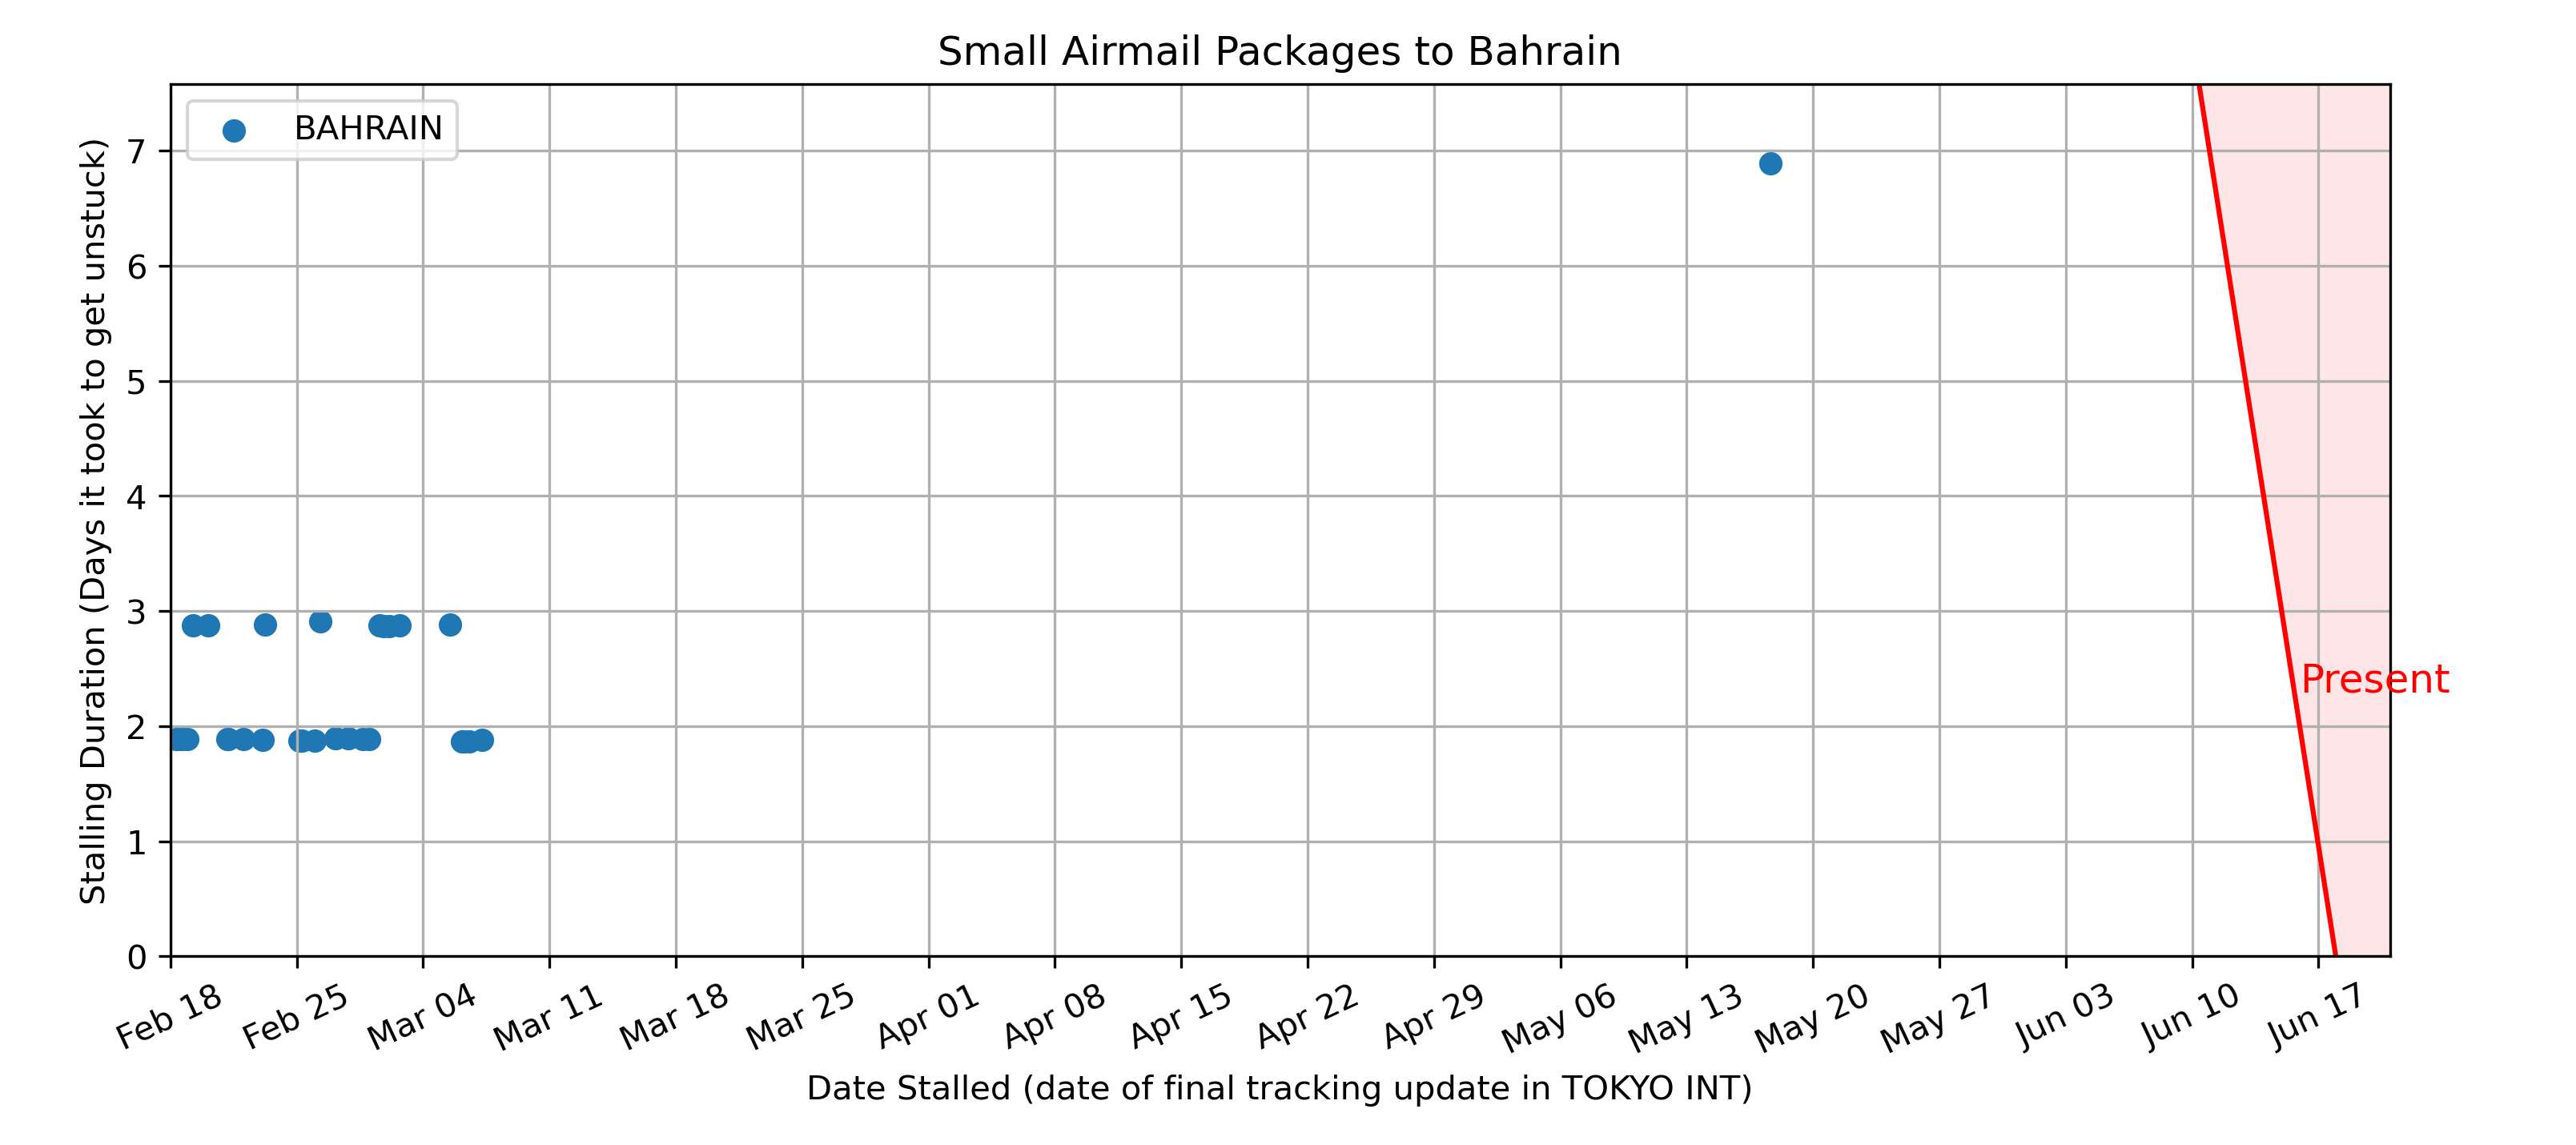 Small Airmail Packages to Bahrain
BAHRAIN
Stalling Duration (Days it took to get unstuck)
7
6
5
4
3
2
1
0
Present
Feb 18
Feb 25
Mar 04
Mar 11
Mar 18
Mar 25
Apr 01
Apr 08
Apr 15
Apr 22
Apr 29
May 06
May 13
May 20
May 27
Jun 03
Jun 10
Jun 17
Date Stalled (date of final tracking update in TOKYO INT)